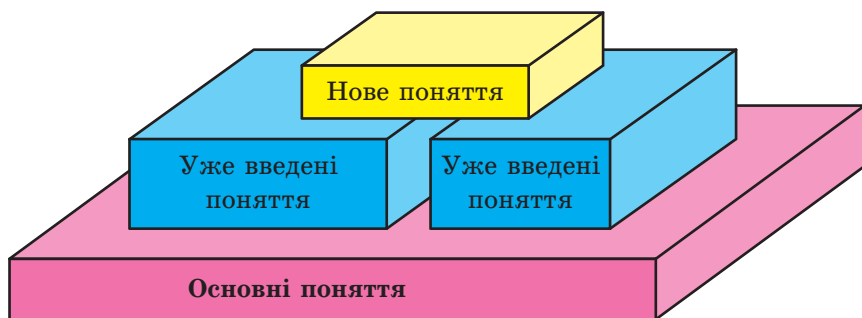 Нове поняття
Уже введені
поняття
Уже введені
поняття
Основні поняття